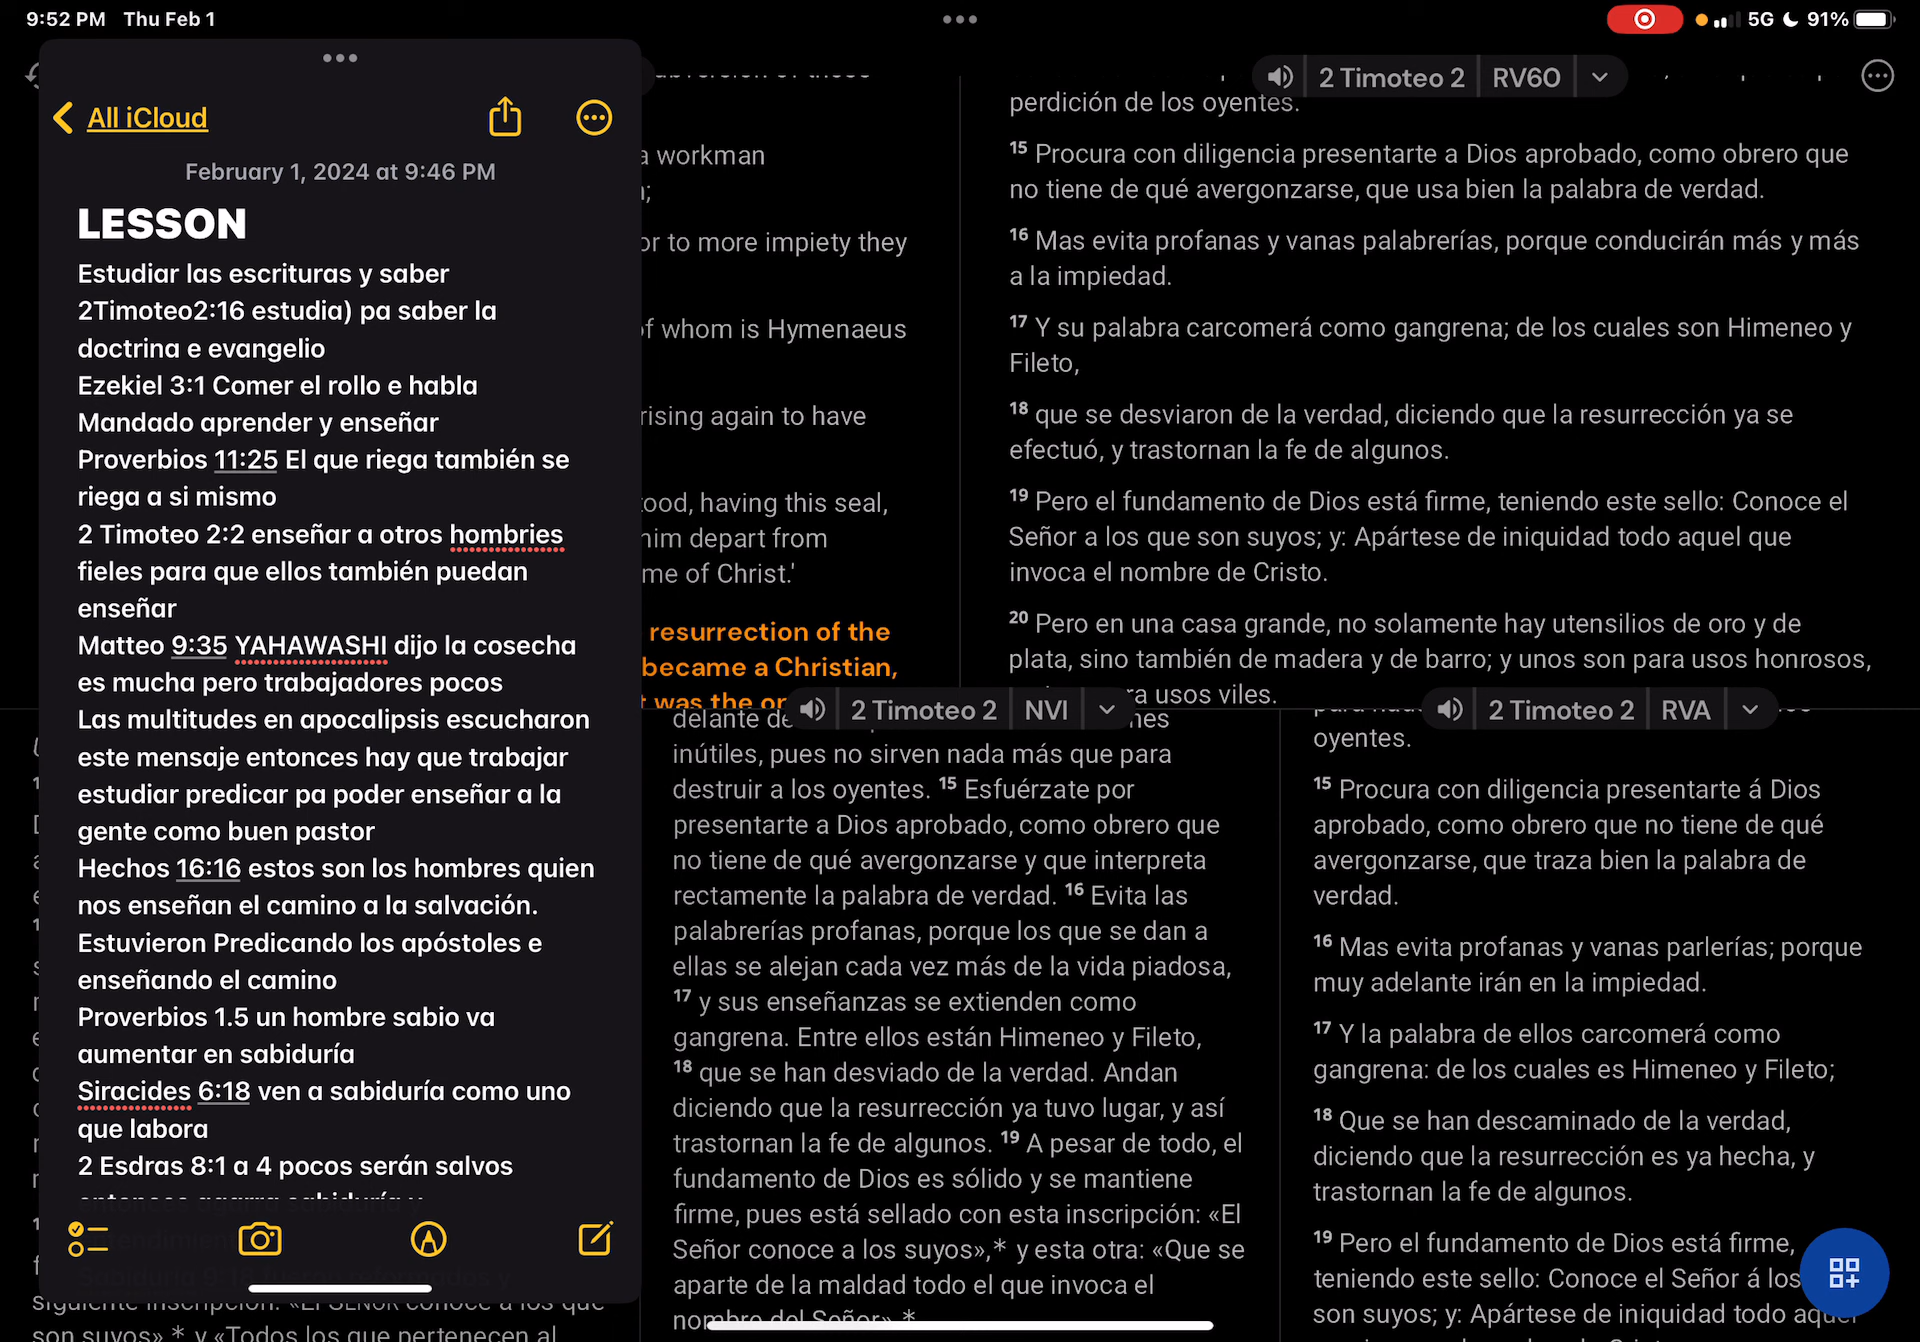 9:52 PM Thu Feb 1
5G 91%
All iCloud
February 1, 2024 at 9:46 PM
LESSON
Estudiar las escrituras y saber
2Timoteo2:16 estudia) pa saber la
doctrina e evangelio
Ezekiel 3:1 Comer el rollo e habla
Mandado aprender y enseñar
Proverbios 11:25 El que riega también se
riega a si mismo
2 Timoteo 2:2 enseñar a otros hombries
fieles para que ellos también puedan
enseñar
Matteo 9:35 YAHAWASHI dijo la cosecha
es mucha pero trabajadores pocos
Las multitudes en apocalipsis escucharon
este mensaje entonces hay que trabajar
estudiar predicar pa poder enseñar a la
gente como buen pastor
Hechos 16:16 estos son los hombres quien
nos enseñan el camino a la salvación.
Estuvieron Predicando los apóstoles e
enseñando el camino
Proverbios 1.5 un hombre sabio va
aumentar en sabiduría
Siracides 6:18 ven a sabiduría como uno
que labora
2 Esdras 8:1 a 4 pocos serán salvos
siguiente inscripción: «El SEÑOR conoce a los que
son suyos» * y «Todos los que pertenecen al
a workman
or to more impiety they
of whom is Hymenaeus
rising again to have
having this seal,
him depart from
me of Christ.'
resurrection of the
became a Christian,
was the
2 Timoteo 2 RV60
perdición de los oyentes.
15 Procura con diligencia presentarte a Dios aprobado, como obrero que
no tiene de qué avergonzarse, que usa bien la palabra de verdad.
16 Mas evita profanas y vanas palabrerías, porque conducirán más y más
a la impiedad.
17 Y su palabra carcomerá como gangrena; de los cuales son Himeneo y
Fileto,
18 que se desviaron de la verdad, diciendo que la resurrección ya se
efectuó, y trastornan la fe de algunos.
19 Pero el fundamento de Dios está firme, teniendo este sello: Conoce el
Señor a los que son suyos; y: Apártese de iniquidad todo aquel que
invoca el nombre de Cristo.
20 Pero en una casa grande, no solamente hay utensilios de oro y de
plata, sino también de madera y de barro; y unos son para usos honrosos,
usos viles.
2 Timoteo 2 NVI
delante de
inútiles, pues no sirven nada más que para
destruir a los oyentes. 15 Esfuérzate por
presentarte a Dios aprobado, como obrero que
no tiene de qué avergonzarse y que interpreta
rectamente la palabra de verdad. 16 Evita las
palabrerías profanas, porque los que se dan a
ellas se alejan cada vez más de la vida piadosa,
17 y sus enseñanzas se extienden como
gangrena. Entre ellos están Himeneo y Fileto,
18 que se han desviado de la verdad. Andan
diciendo que la resurrección ya tuvo lugar, y así
trastornan la fe de algunos. 19 A pesar de todo, el
fundamento de Dios es sólido y se mantiene
firme, pues está sellado con esta inscripción: «El
Señor conoce a los suyos»,* y esta otra: «Que se
aparte de la maldad todo el que invoca el
nombre del Señor». *
2 Timoteo 2 RVA
oyentes.
15 Procura con diligencia presentarte á Dios
aprobado, como obrero que no tiene de qué
avergonzarse, que traza bien la palabra de
verdad.
16 Mas evita profanas y vanas parlerías; porque
muy adelante irán en la impiedad.
17 Y la palabra de ellos carcomerá como
gangrena: de los cuales es Himeneo y Fileto;
18 Que se han descaminado de la verdad,
diciendo que la resurrección es ya hecha, y
trastornan la fe de algunos.
19 Pero el fundamento de Dios está firme,
teniendo este sello: Conoce el Señor á los
son suyos; y: Apártese de iniquidad todo aquel